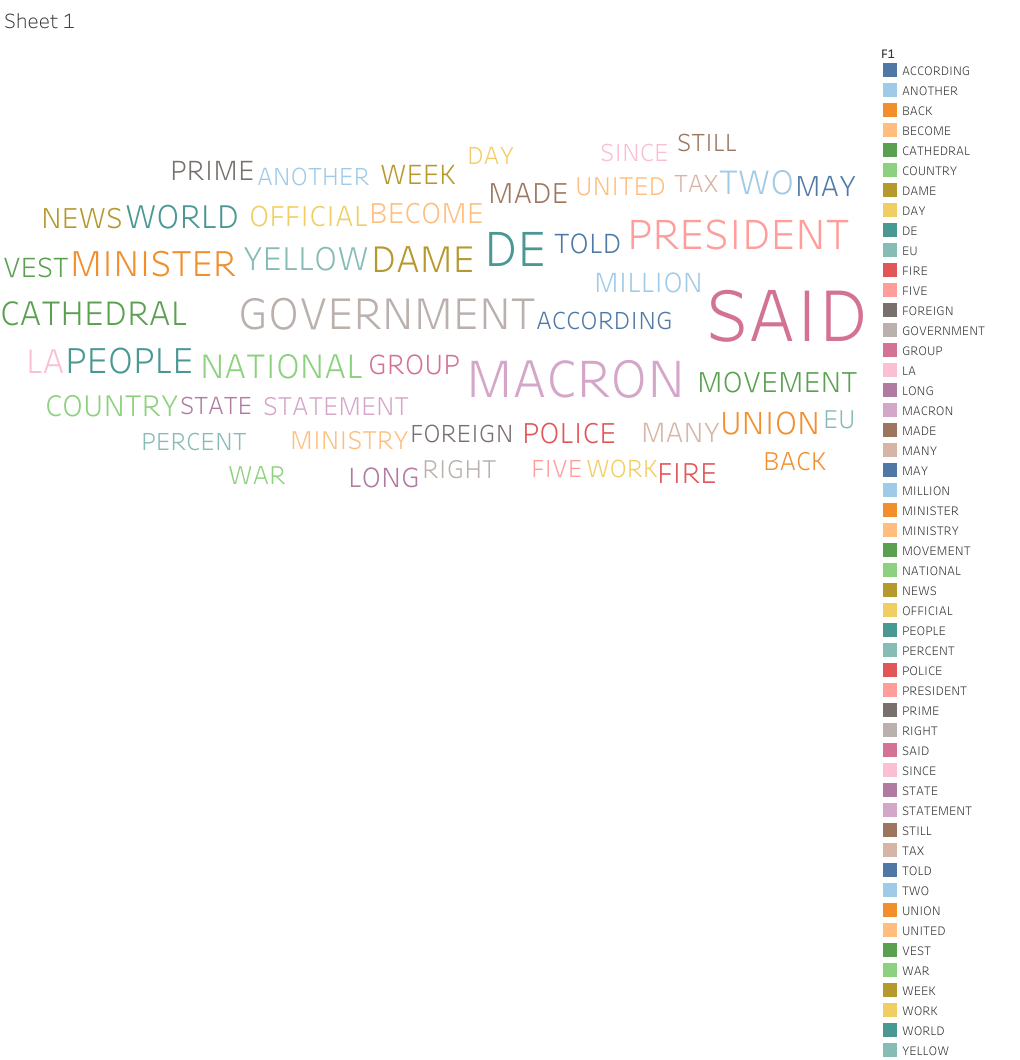 Sheet 1
F1
DAY SINCE STILL
PRIME ANOTHER WEEK MADE UNITED TAX TWO MAY
NEWS WORLD OFFICIAL BECOME
VEST MINISTER YELLOW DAME DE TOLD PRESIDENT
MILLION
CATHEDRAL GOVERNMENT ACCORDING SAID
LA PEOPLE NATIONAL GROUP MACRON MOVEMENT
COUNTRY STATE STATEMENT
PERCENT MINISTRY FOREIGN POLICE MANY UNION EU
WAR LONG RIGHT FIVE WORK FIRE BACK
ACCORDING
ANOTHER
BACK
BECOME
CATHEDRAL
COUNTRY
DAME
DAY
DE
EU
FIRE
FIVE
FOREIGN
GOVERNMENT
GROUP
LA
LONG
MACRON
MADE
MANY
MAY
MILLION
MINISTER
MINISTRY
MOVEMENT
NATIONAL
NEWS
OFFICIAL
PEOPLE
PERCENT
POLICE
PRESIDENT
PRIME
RIGHT
SAID
SINCE
STATE
STATEMENT
STILL
TAX
TOLD
TWO
UNION
UNITED
VEST
WAR
WEEK
WORK
WORLD
YELLOW